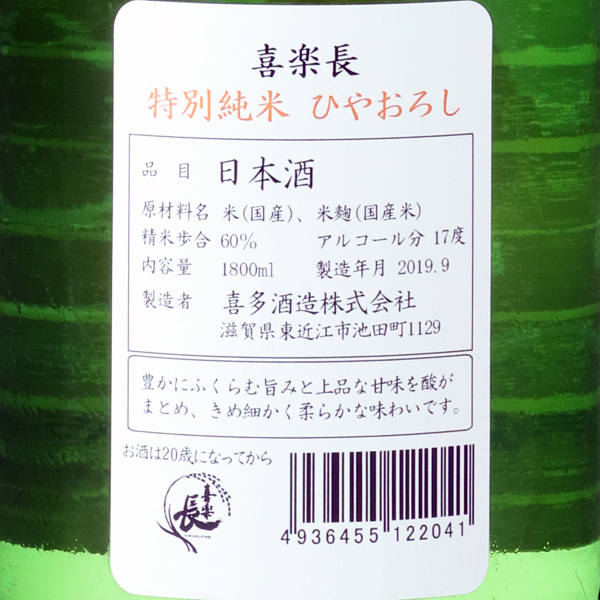 喜楽長
特別純米 ひやおろし
品目 日本酒
原材料名 米(国産)、米麹(国産米)
精米歩合 60% アルコール分 17度
内容量 1800ml 製造年月 2019.9
製造者 喜多酒造株式会社
滋賀県東近江市池田町1129
豊かにふくらむ旨みと上品な甘味を酸が
まとめ、きめ細かく柔らかな味わいです。
お酒は20歳になってから
喜楽長
4936455 122041